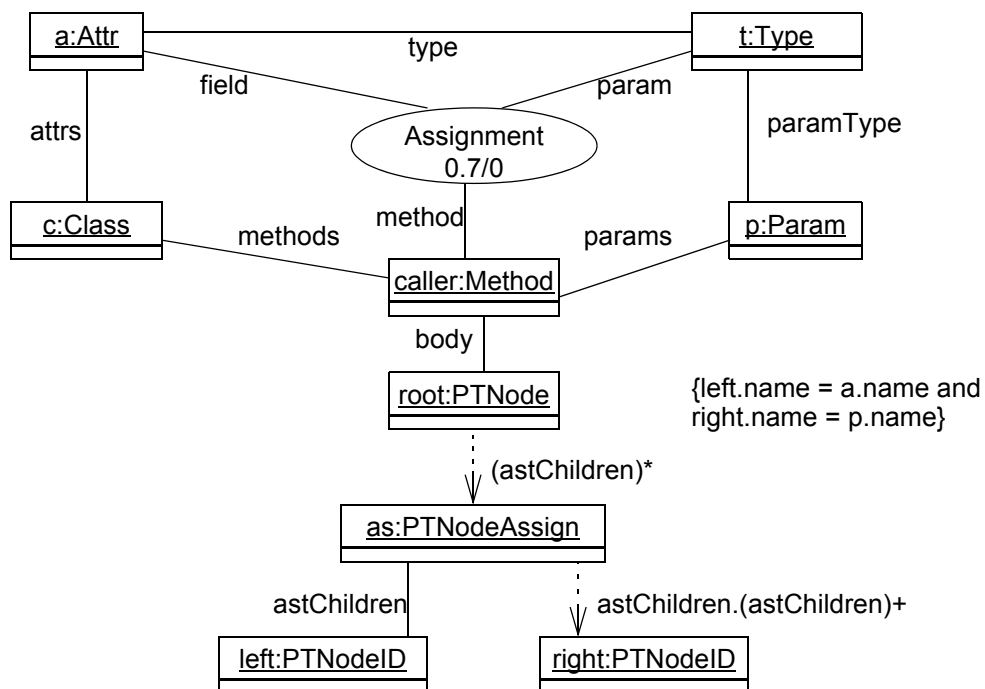 a:Attr
type
t:Type
field
param
attrs
Assignment
0.7/0
paramType
c:Class
methods
method
params
p:Param
caller:Method
body
root:PTNode
{left.name = a.name and
right.name = p.name}
(astChildren)*
as:PTNodeAssign
astChildren
astChildren.(astChildren)+
left:PTNodeID
right:PTNodeID